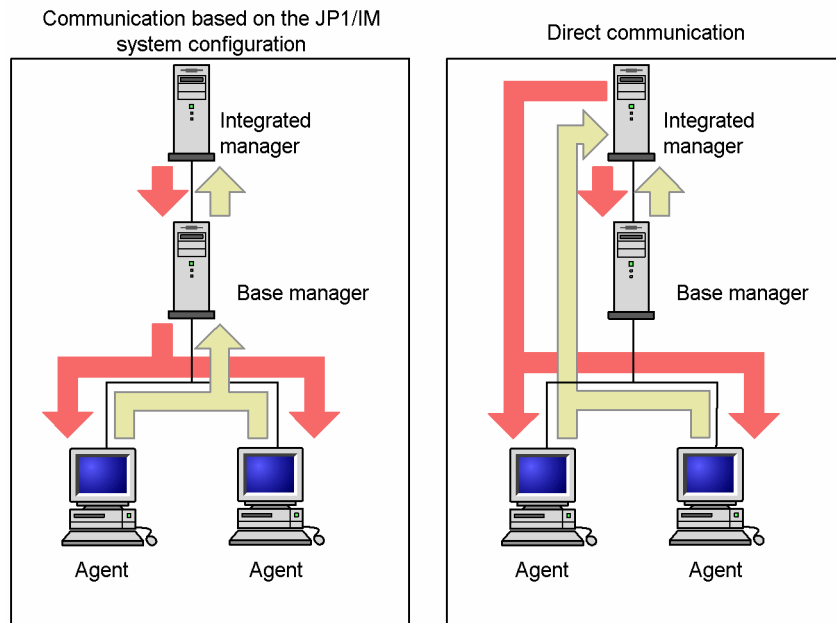 Communication based on the JP1/IM
system configuration
Integrated
manager
Base manager
Agent
Agent
Direct communication
Integrated
manager
Base manager
Agent
Agent